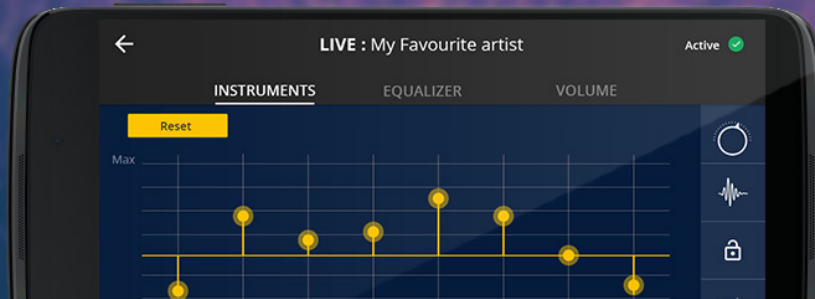 LIVE : My Favourite artist
Active
INSTRUMENTS EQUALIZER VOLUME
Reset
Max